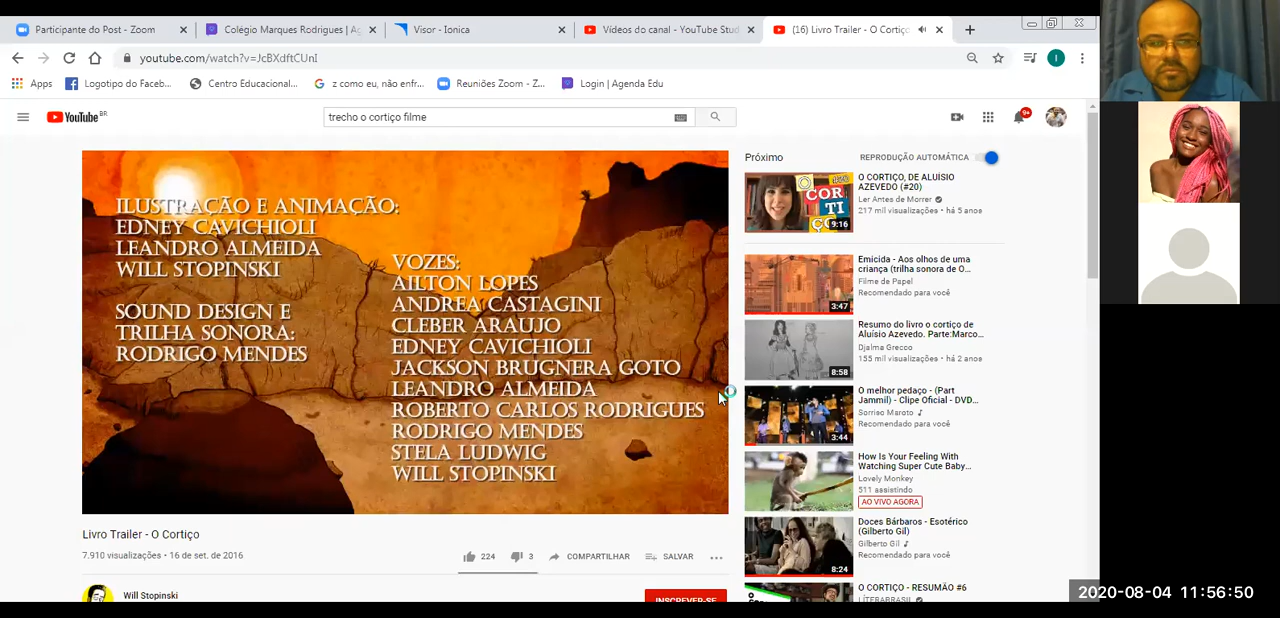 Participante do Post - Zoom
Colégio Marques Rodrigues | Ag
Visor - Ionica
Vídeos do canal - YouTube Stud
(16) Livro Trailer - O Cortiço
youtube.com/watch?v=JcBXdftCUnI
Apps
Logotipo do Faceb...
Centro Educacional...
z como eu, não enfr...
Reuniões Zoom - Z...
Login | Agenda Edu
YouTube BR
trecho o cortiço filme
9+
I
ILUSTRAÇÃO E ANIMAÇÃO:
EDNEY CAVICHIOLI
LEANDRO ALMEIDA
WILL STOPINSKI
SOUND DESIGN E
TRILHA SONORA:
RODRIGO MENDES
VOZES:
AILTON LOPES
ANDREA CASTAGINI
CLEBER ARAUJO
EDNEY CAVICHIOLI
JACKSON BRUGNERA GOTO
LEANDRO ALMEIDA
ROBERTO CARLOS RODRIGUES
RODRIGO MENDES
STELA LUDWIG
WILL STOPINSKI
Livro Trailer - O Cortiço
7.910 visualizações • 16 de set. de 2016
224
3
COMPARTILHAR
SALVAR
Will Stopinski
INSCREVER-SE
Próximo
REPRODUÇÃO AUTOMÁTICA
CORTIÇO
9:16
O CORTIÇO, DE ALUÍSIO
AZEVEDO (#20)
Ler Antes de Morrer
217 mil visualizações • há 5 anos
3:47
Emicida - Aos olhos de uma
criança (trilha sonora de O...
Filme de Papel
Recomendado para você
8:58
Resumo do livro o cortiço de
Aluísio Azevedo. Parte:Marco...
Djalma Grecco
155 mil visualizações • há 2 anos
3:44
O melhor pedaço - (Part
Jammil) - Clipe Oficial - DVD...
Sorriso Maroto
Recomendado para você
How Is Your Feeling With
Watching Super Cute Baby...
Lovely Monkey
511 assistindo
AO VIVO AGORA
8:24
Doces Bárbaros - Esotérico
(Gilberto Gil)
Gilberto Gil
Recomendado para você
O CORTIÇO - RESUMÃO #6
LITERABRASIL
2020-08-04 11:56:50